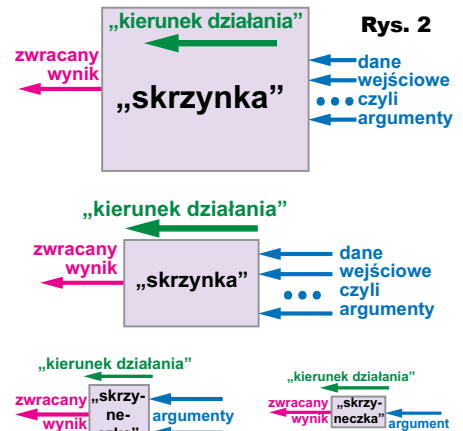 Rys. 2
„kierunek działania”
zwracany
wynik
„skrzynka”
dane
wejściowe
czyli
argumenty
„kierunek działania”
zwracany
wynik
„skrzynka”
dane
wejściowe
czyli
argumenty
„kierunek działania”
zwracany
wynik
„skrzy-
ne-
czka”
argumenty
„kierunek działania”
zwracany
wynik
„skrzy-
neczka”
argument